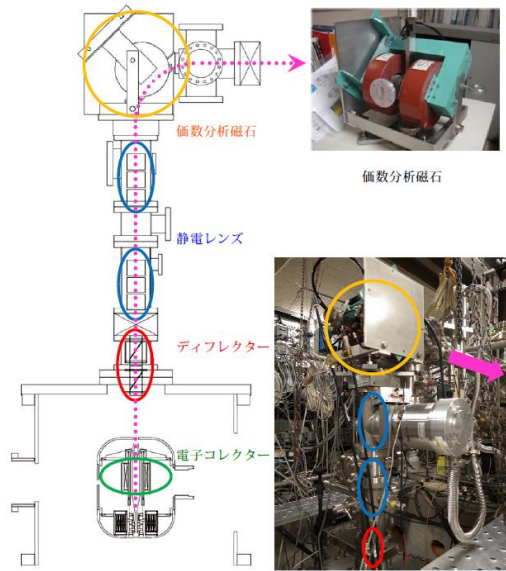 価数分析磁石
価数分析磁石
静電レンズ
ディフレクター
電子コレクター